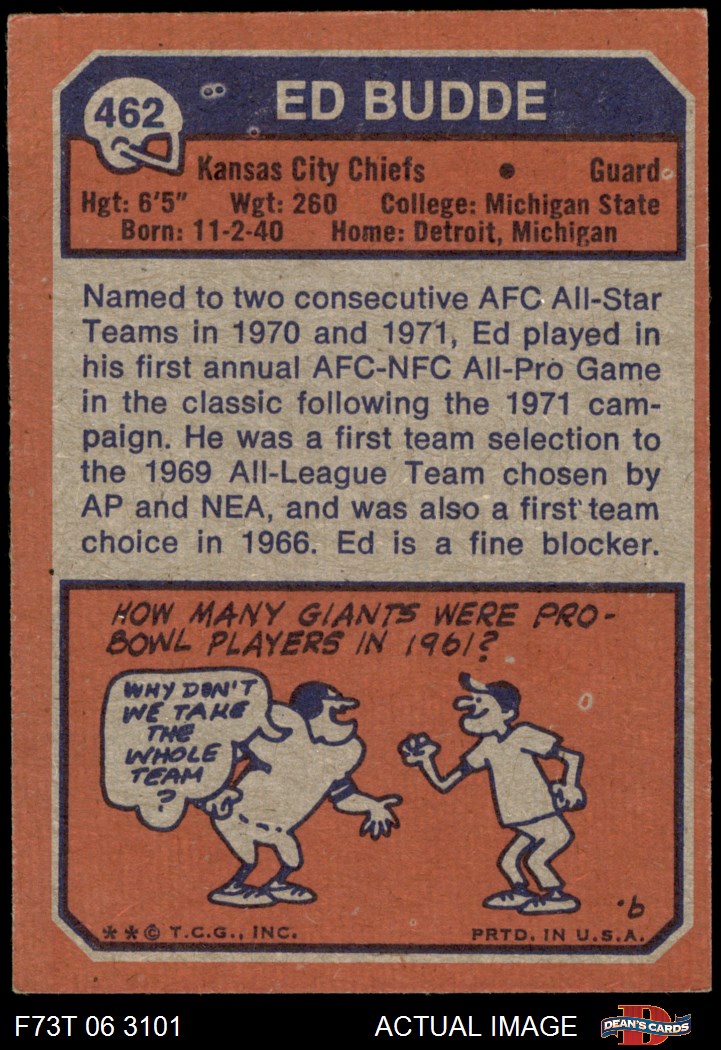 462
ED BUDDE
Kansas City Chiefs • Guard
Hgt: 6'5" Wgt: 260 College: Michigan State
Born: 11-2-40 Home: Detroit, Michigan
Named to two consecutive AFC All-Star
Teams in 1970 and 1971, Ed played in
his first annual AFC-NFC All-Pro Game
in the classic following the 1971 cam-
paign. He was a first team selection to
the 1969 All-League Team chosen by
AP and NEA, and was also a first team
choice in 1966. Ed is a fine blocker.
HOW MANY GIANTS WERE PRO-
BOWL PLAYERS IN 1961?
WHY DON'T
WE TAKE
THE
WHOLE
TEAM
?
·9
**© T.C.G., INC. PRTD. IN U.S.A.
F73T 06 3101 ACTUAL IMAGE
DEAN'S CARDS